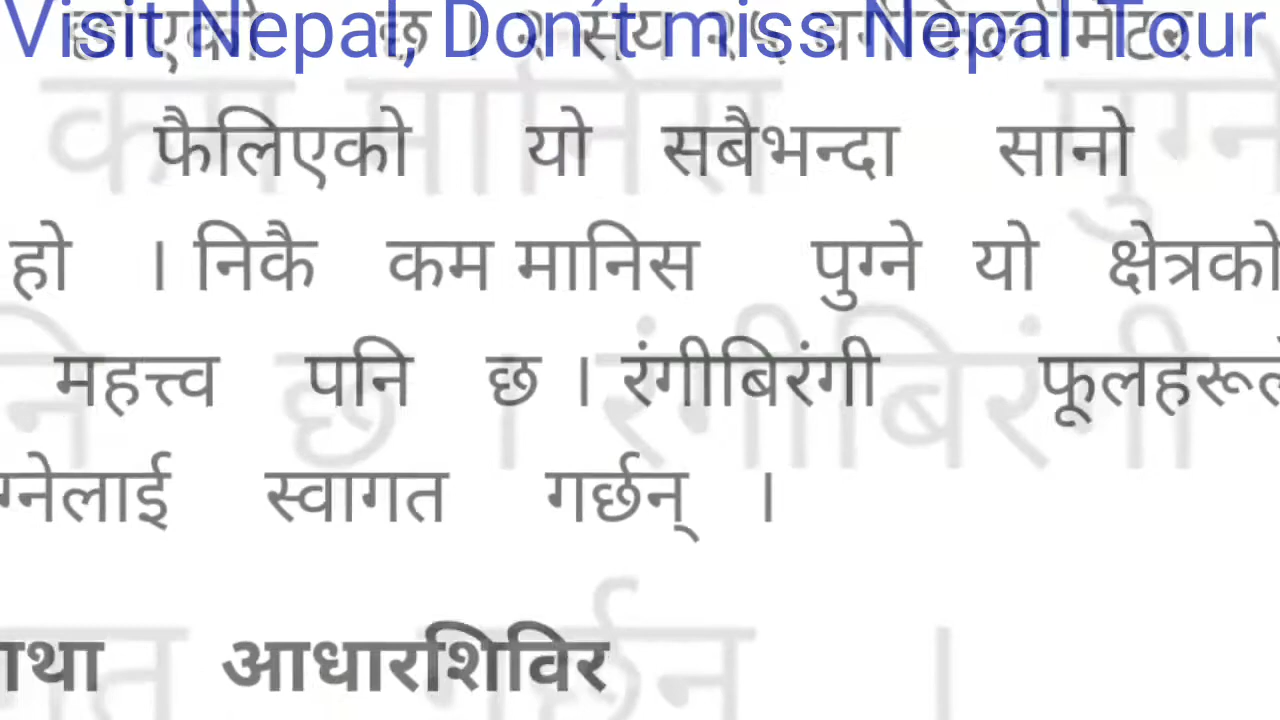 Visit Nepal, Don´t miss Nepal Tour
फैलिएको यो सबैभन्दा सानो
हो । निकै कम मानिस पुग्ने यो क्षेत्रको
महत्त्व पनि छ । रंगीबिरंगी
स्वागत गर्छन् ।
आधारशिविर